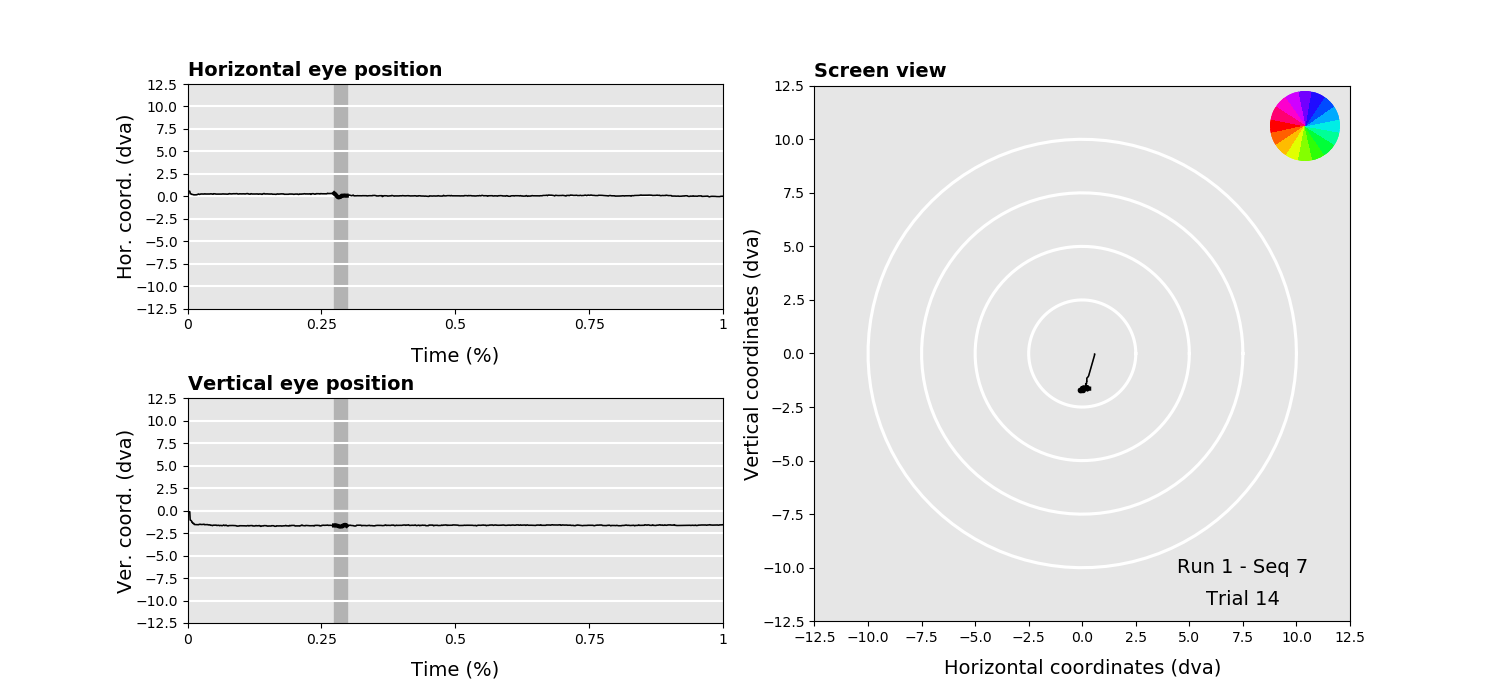 Horizontal eye position
Hor. coord. (dva)
12.5
10.0
7.5
5.0
2.5
0.0
−2.5
−5.0
−7.5
−10.0
−12.5
0 0.25 0.5 0.75 1
Time (%)
Vertical eye position
Ver. coord. (dva)
12.5
10.0
7.5
5.0
2.5
0.0
−2.5
−5.0
−7.5
−10.0
−12.5
0 0.25 0.5 0.75 1
Time (%)
Screen view
Vertical coordinates (dva)
12.5
10.0
7.5
5.0
2.5
0.0
−2.5
−5.0
−7.5
−10.0
−12.5
Run 1 - Seq 7
Trial 14
−12.5 −10.0 −7.5 −5.0 −2.5 0.0 2.5 5.0 7.5 10.0 12.5
Horizontal coordinates (dva)